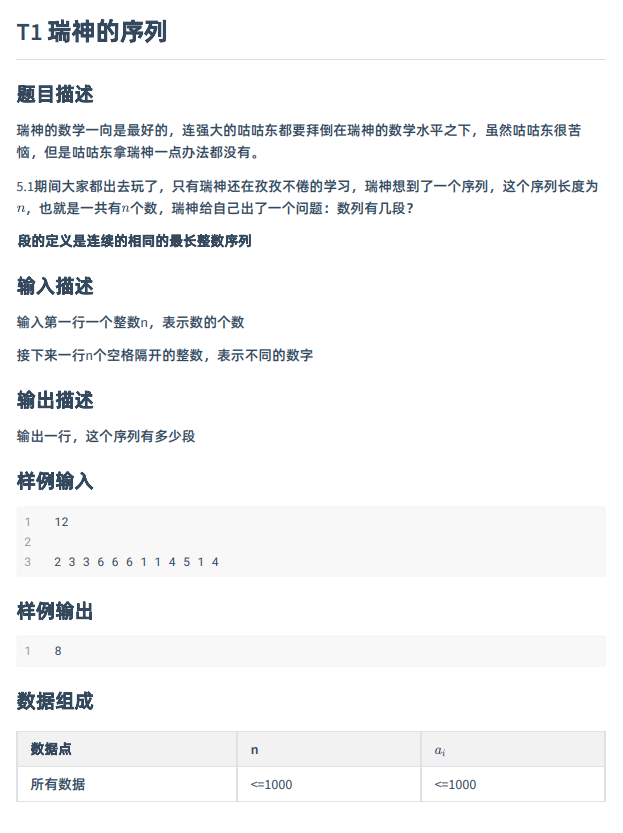 T1 瑞神的序列
题目描述
瑞神的数学一向是最好的，连强大的咕咕东都要拜倒在瑞神的数学水平之下，虽然咕咕东很苦
恼，但是咕咕东拿瑞神一点办法都没有。
5.1期间大家都出去玩了，只有瑞神还在孜孜不倦的学习，瑞神想到了一个序列，这个序列长度为
n，也就是一共有n个数，瑞神给自己出了一个问题：数列有几段？
段的定义是连续的相同的最长整数序列
输入描述
输入第一行一个整数n，表示数的个数
接下来一行n个空格隔开的整数，表示不同的数字
输出描述
输出一行，这个序列有多少段
样例输入
1 12
2
3 2 3 3 6 6 6 1 1 4 5 1 4
样例输出
1 8
数据组成
数据点 n a_i
所有数据 <=1000 <=1000